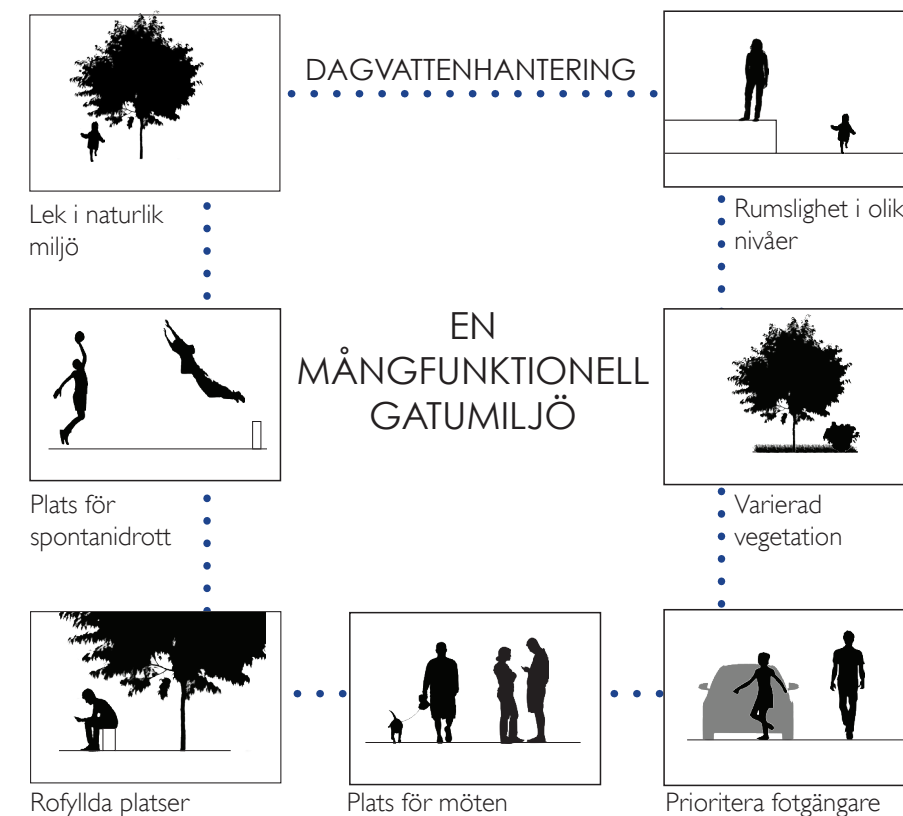 DAGVATTENHANTERING
Lek i naturlik
miljö
Rumslighet i olik
nivåer
EN
MÅNGFUNKTIONELL
GATUMILJÖ
Plats för
spontanidrott
Varierad
vegetation
Rofyllda platser
Plats för möten
Prioritera fotgängare